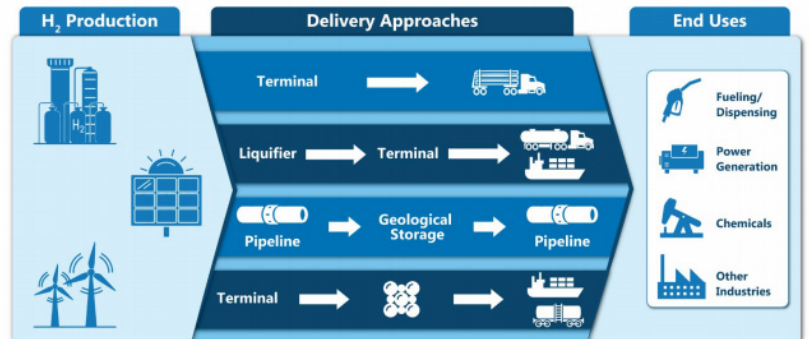 H2 Production
Delivery Approaches
End Uses
Terminal
Liquifier
Terminal
Pipeline
Geological
Storage
Pipeline
Terminal
H2
Fueling/
Dispensing
Power
Generation
Chemicals
Other
Industries